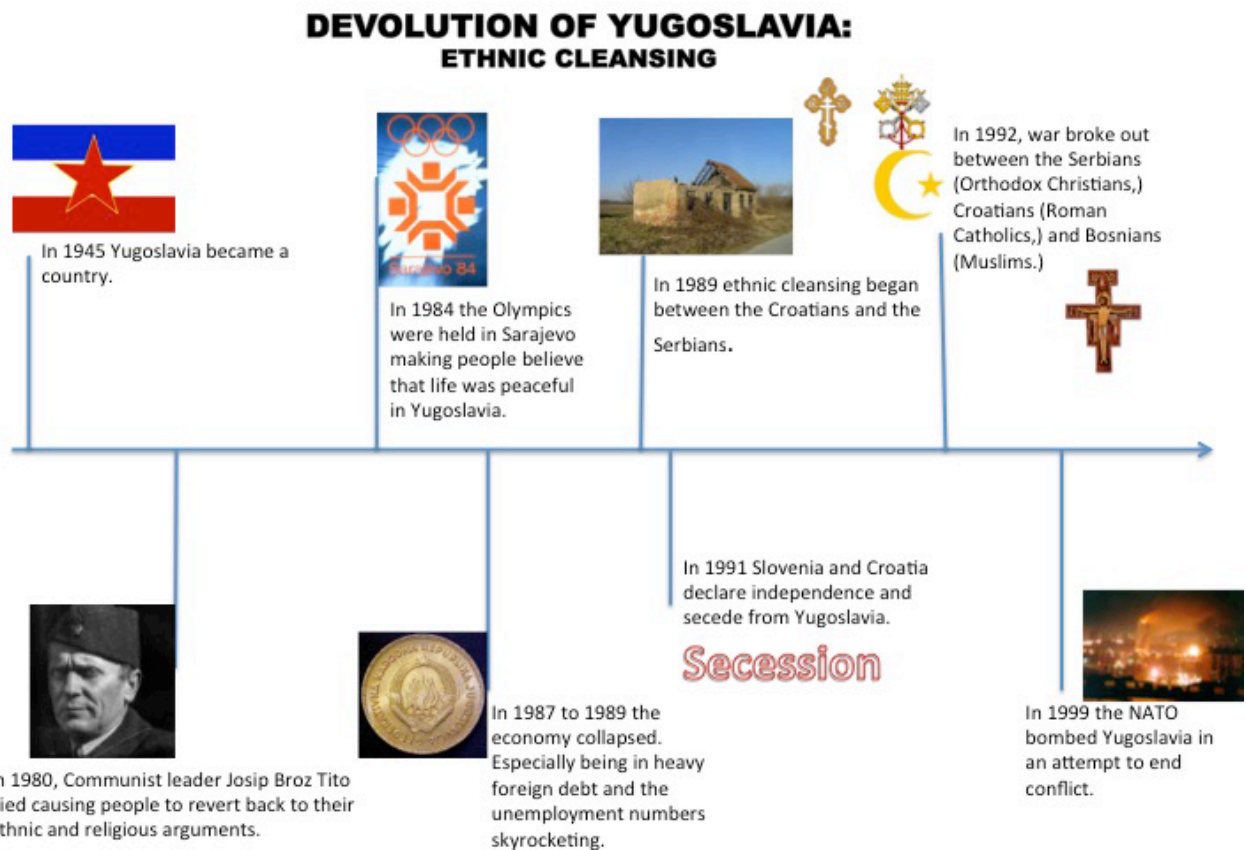 DEVOLUTION OF YUGOSLAVIA:
ETHNIC CLEANSING
In 1945 Yugoslavia became a
country.
Sarajevo 84
In 1984 the Olympics
were held in Sarajevo
making people believe
that life was peaceful
in Yugoslavia.
In 1989 ethnic cleansing began
between the Croatians and the
Serbians.
In 1992, war broke out
between the Serbians
(Orthodox Christians,)
Croatians (Roman
Catholics,) and Bosnians
(Muslims.)
n 1980, Communist leader Josip Broz Tito
ied causing people to revert back to their
thnic and religious arguments.
In 1987 to 1989 the
economy collapsed.
Especially being in heavy
foreign debt and the
unemployment numbers
skyrocketing.
In 1991 Slovenia and Croatia
declare independence and
secede from Yugoslavia.
Secession
In 1999 the NATO
bombed Yugoslavia in
an attempt to end
conflict.